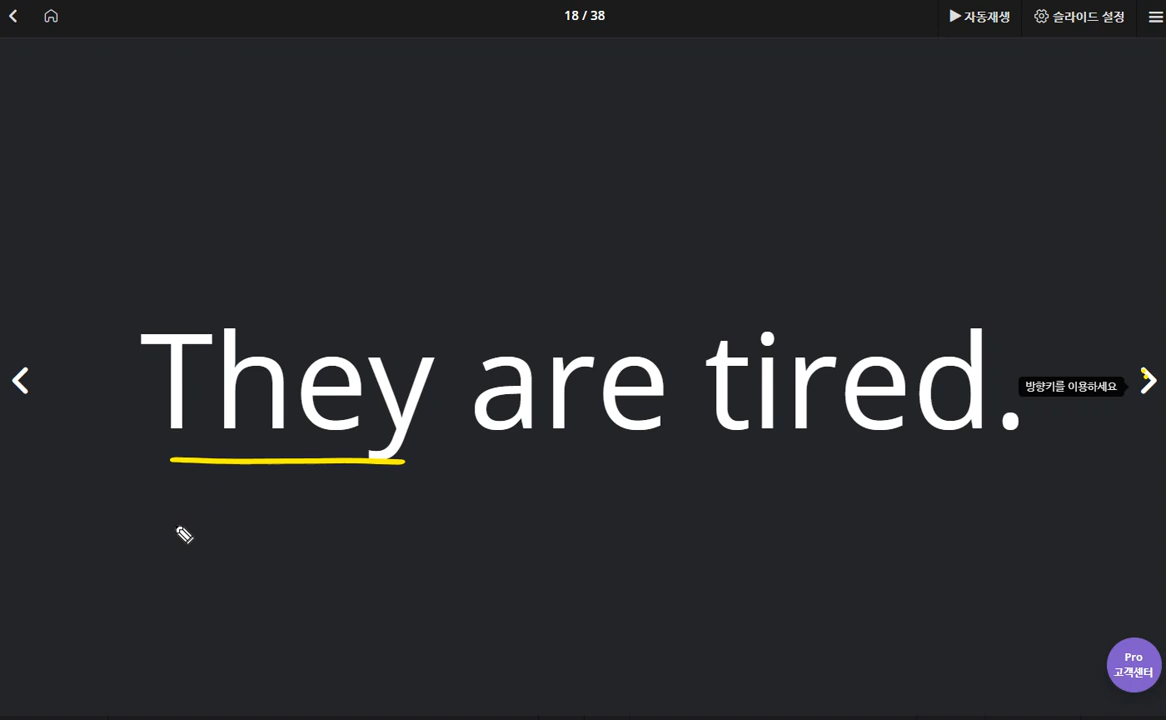 18 / 38
자동재생
슬라이드 설정
They are tired.
방향키를 이용하세요
Pro
고객센터